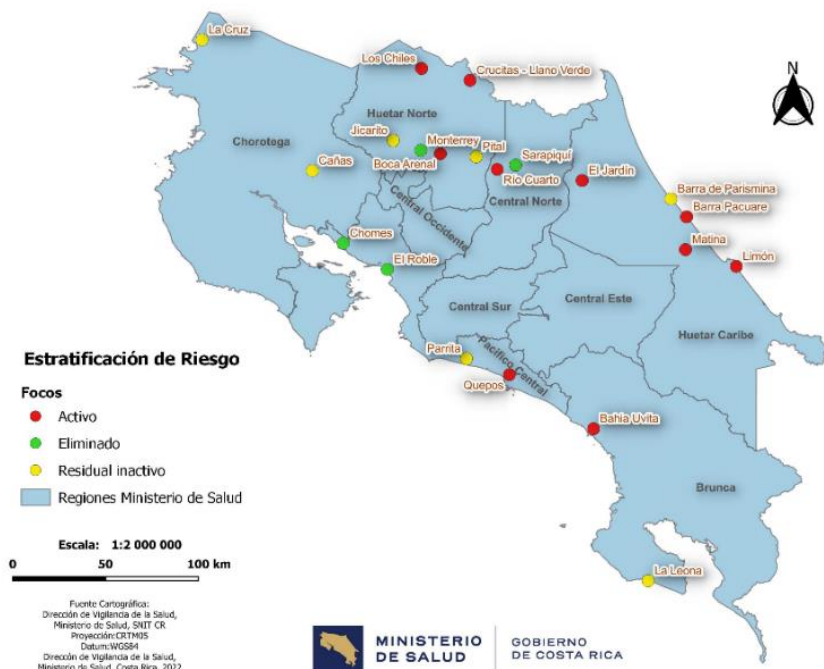 La Cruz
Los Chiles
Crucitas - Llano Verde
N
Huetar Norte
Jicarito
Monterrey
Pital
Chorotega
Boca Arenal
Sarapiquí
Cañas
Río Cuarto
El Jardín
Central Norte
Barra de Parismina
Central Occidente
Barra Pacuare
Chomes
Matina
El Roble
Limón
Central Sur
Central Este
Huetar Caribe
Parrita
Pacífico Central
Quepos
Bahía Uvita
Brunca
La Leona
Estratificación de Riesgo
Focos
Activo
Eliminado
Residual inactivo
Regiones Ministerio de Salud
Escala: 1:2 000 000
0 50 100 km
Fuente Cartográfica:
Dirección de Vigilancia de la Salud,
Ministerio de Salud, SNIT CR
Proyección:CRTM05
Datum:WGS84
Dirección de Vigilancia de la Salud,
Ministerio de Salud, Costa Rica, 2022
MINISTERIO
DE SALUD
GOBIERNO
DE COSTA RICA